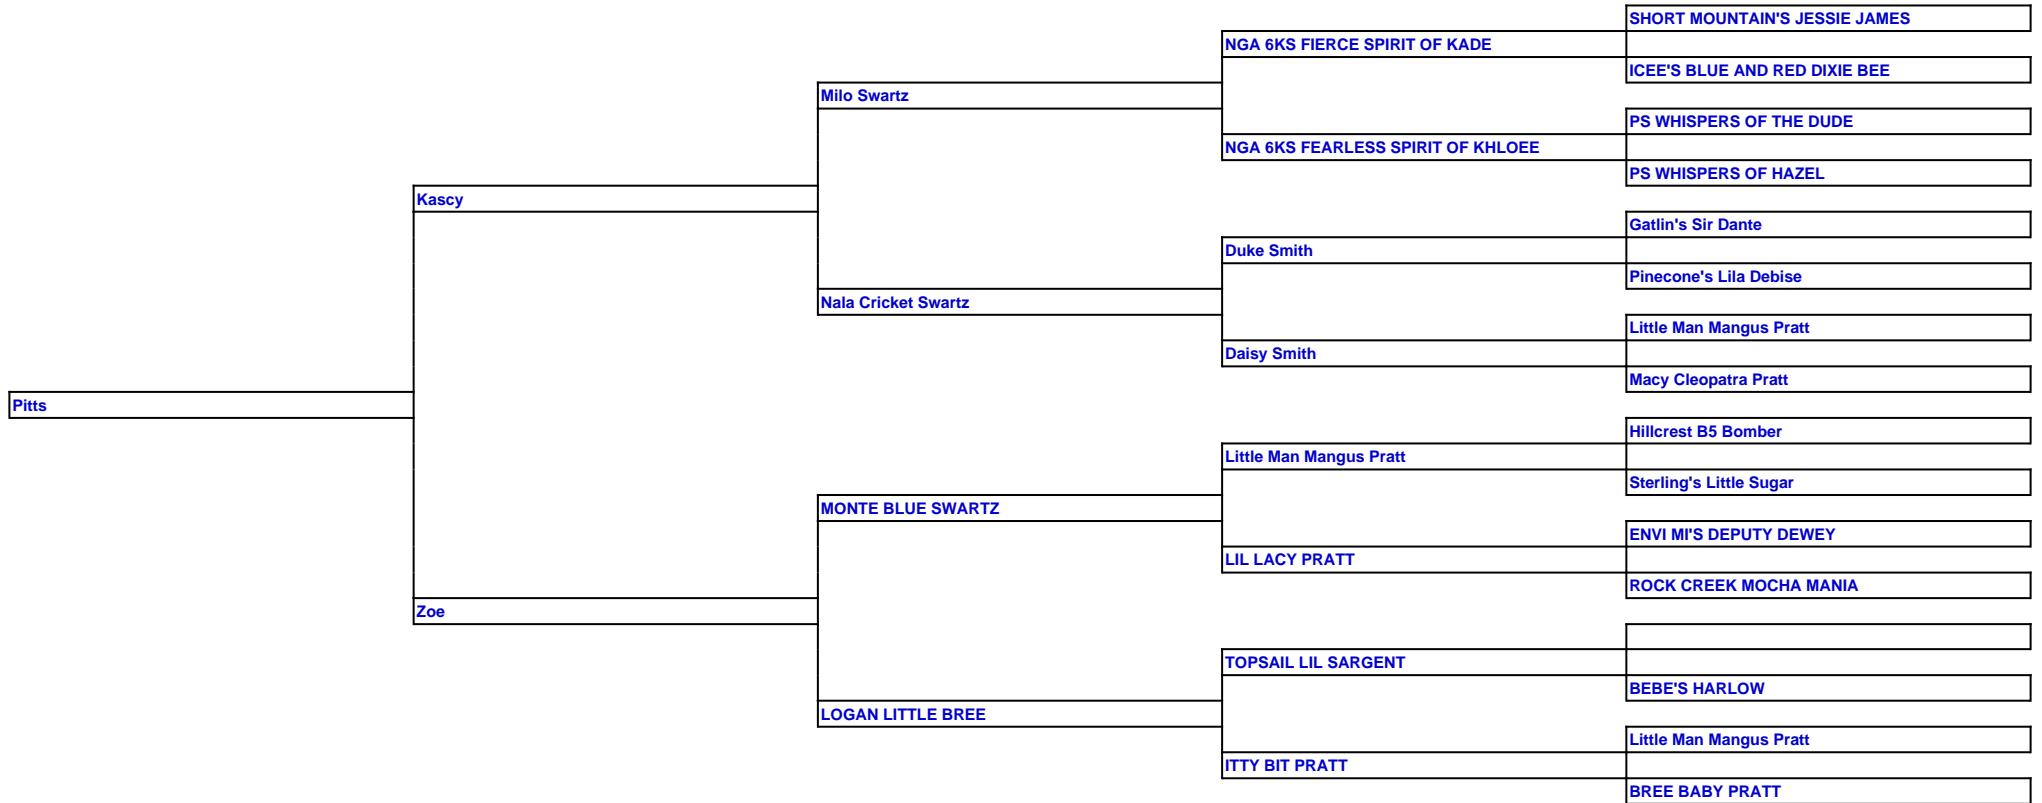 SHORT MOUNTAIN'S JESSIE JAMES
NGA 6KS FIERCE SPIRIT OF KADE
ICEE'S BLUE AND RED DIXIE BEE
Milo Swartz
PS WHISPERS OF THE DUDE
NGA 6KS FEARLESS SPIRIT OF KHLOEE
PS WHISPERS OF HAZEL
Kascy
Gatlin's Sir Dante
Duke Smith
Pinecone's Lila Debise
Nala Cricket Swartz
Little Man Mangus Pratt
Daisy Smith
Macy Cleopatra Pratt
Pitts
Hillcrest B5 Bomber
Little Man Mangus Pratt
Sterling's Little Sugar
MONTE BLUE SWARTZ
ENVI MI'S DEPUTY DEWEY
LIL LACY PRATT
ROCK CREEK MOCHA MANIA
Zoe
TOPSAIL LIL SARGENT
BEBE'S HARLOW
LOGAN LITTLE BREE
Little Man Mangus Pratt
ITTY BIT PRATT
BREE BABY PRATT